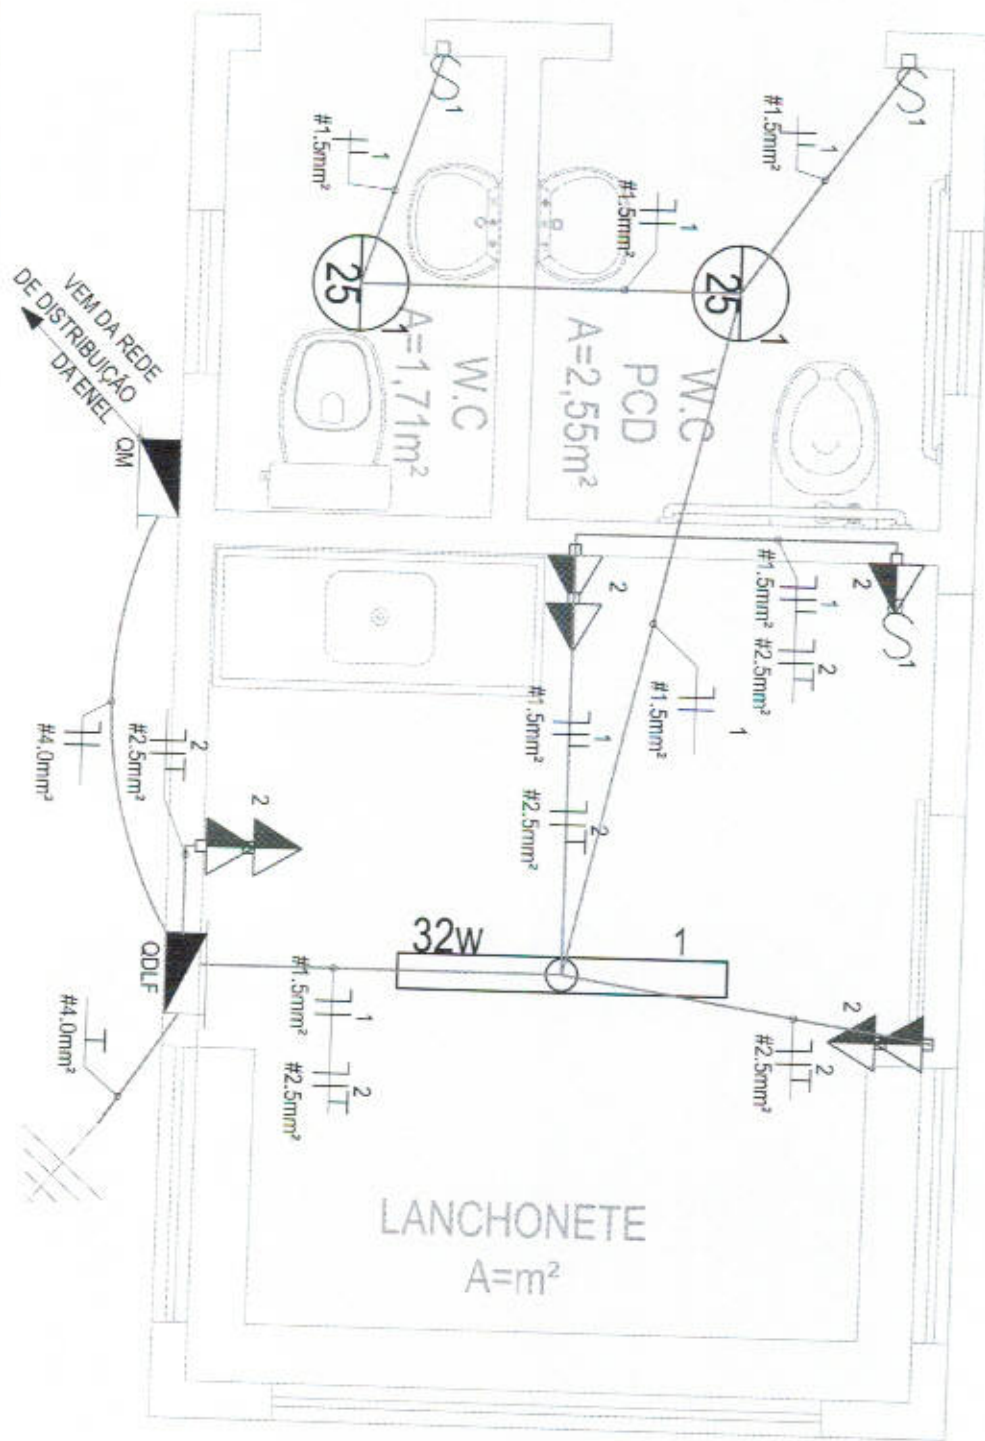 1
#1.5mm²
1
#1.5mm²
1
#1.5mm²
1
1
25
1
25
1
VEM DA REDE
DE DISTRIBUIÇÃO
DA ENEL
QM
W.C
A=1,71m²
W.C
PCD
A=2,55m²
2
2
1
#1.5mm²
2
#2.5mm²
1
#1.5mm²
1
#1.5mm²
2
#2.5mm²
1
#4.0mm²
2
#2.5mm²
2
QDLF
#4.0mm²
32w
1
1
#1.5mm²
2
#2.5mm²
2
2
#2.5mm²
LANCHONETE
A=m²